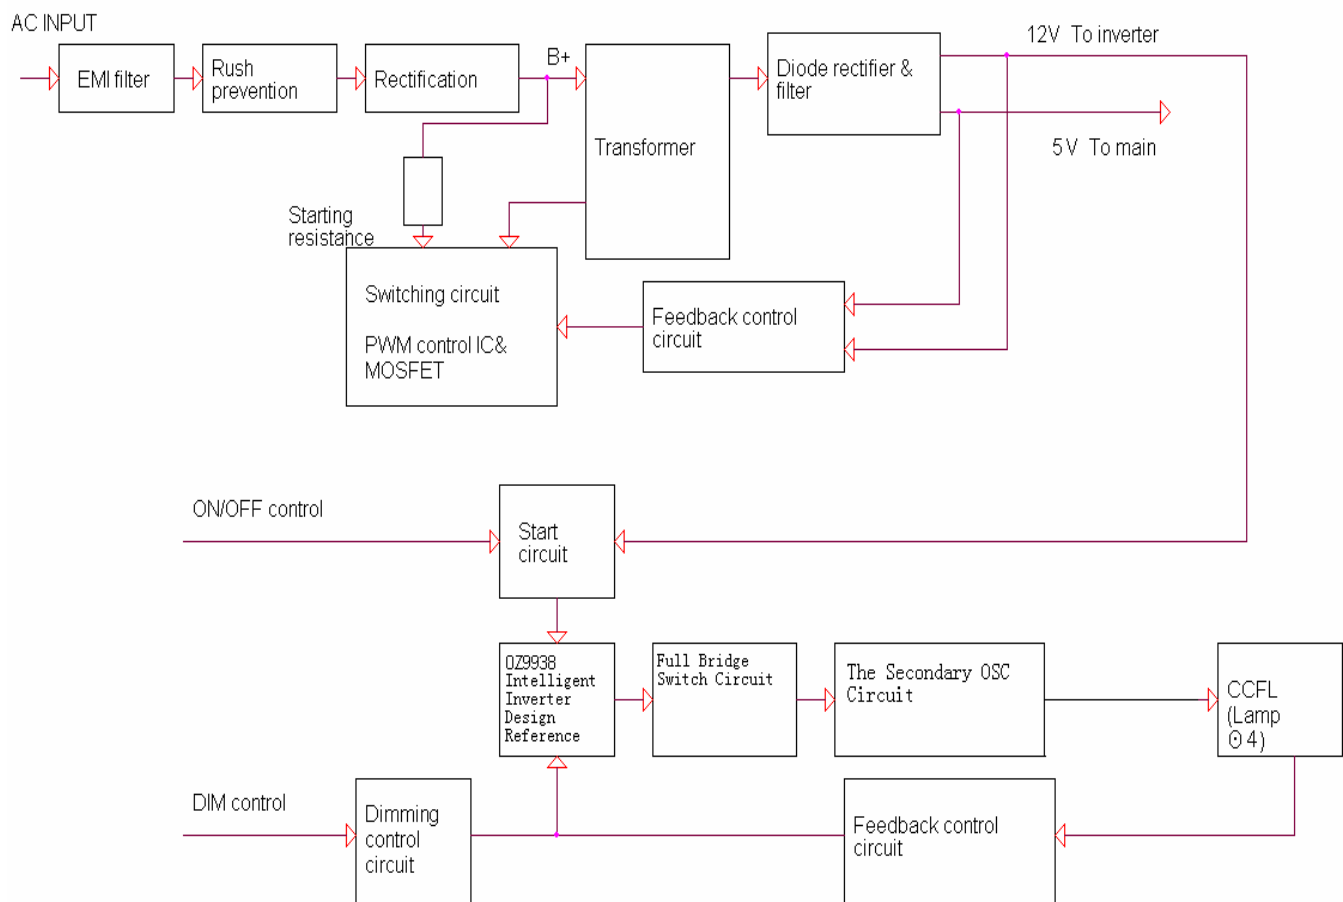 AC INPUT
EMI filter
Rush
prevention
Rectification
B+
Transformer
Diode rectifier &
filter
12V To inverter
5V To main
Starting
resistance
Switching circuit
PWM control IC&
MOSFET
Feedback control
circuit
ON/OFF control
Start
circuit
OZ9938
Intelligent
Inverter
Design
Reference
Full Bridge
Switch Circuit
The Secondary OSC
Circuit
CCFL
(Lamp
⊙4)
DIM control
Dimming
control
circuit
Feedback control
circuit